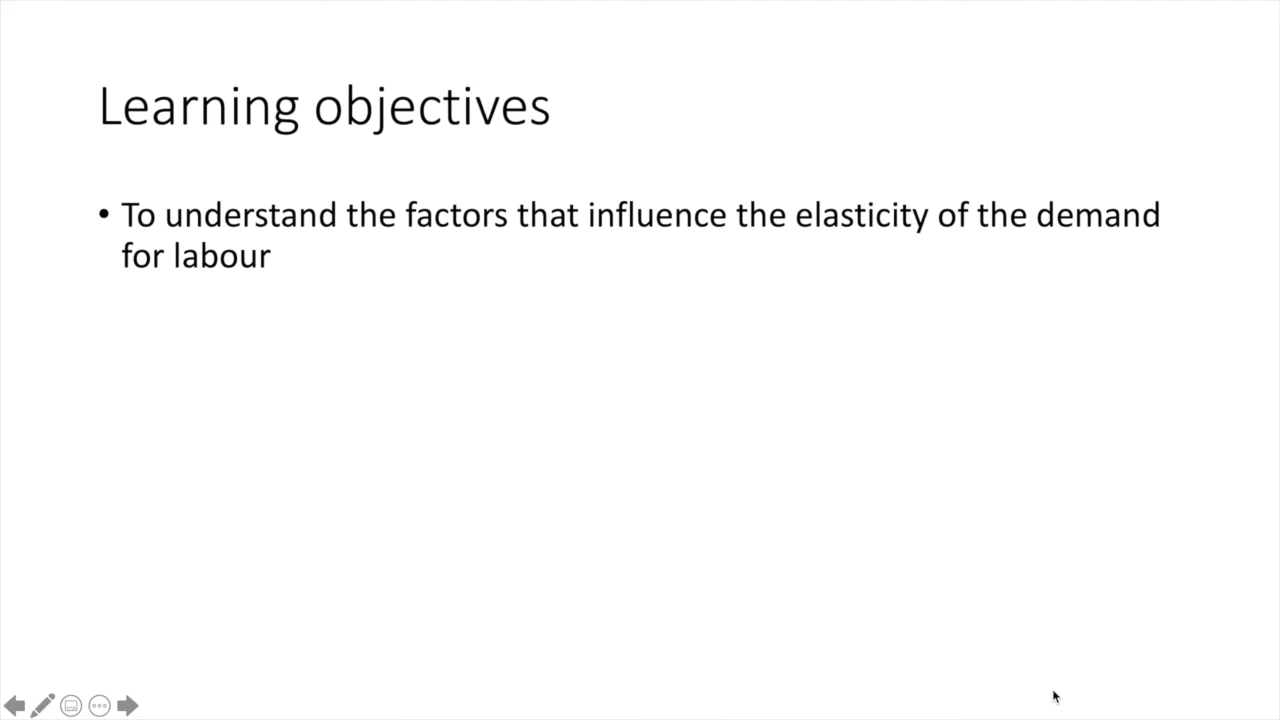 Learning objectives
• To understand the factors that influence the elasticity of the demand
for labour